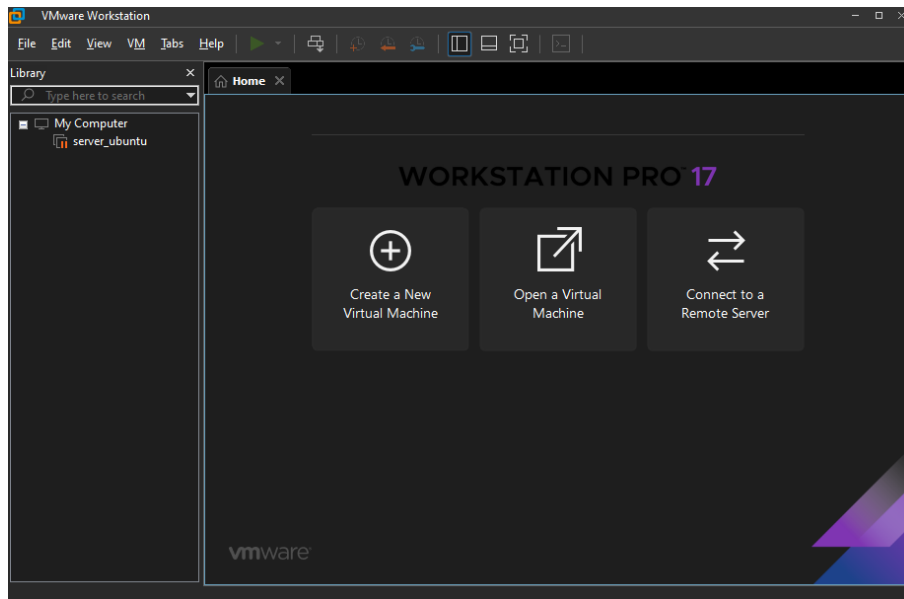 VMware Workstation
File Edit View VM Tabs Help
Library
Home
Type here to search
My Computer
server_ubuntu
WORKSTATION PRO™ 17
Create a New
Virtual Machine
Open a Virtual
Machine
Connect to a
Remote Server
vmware